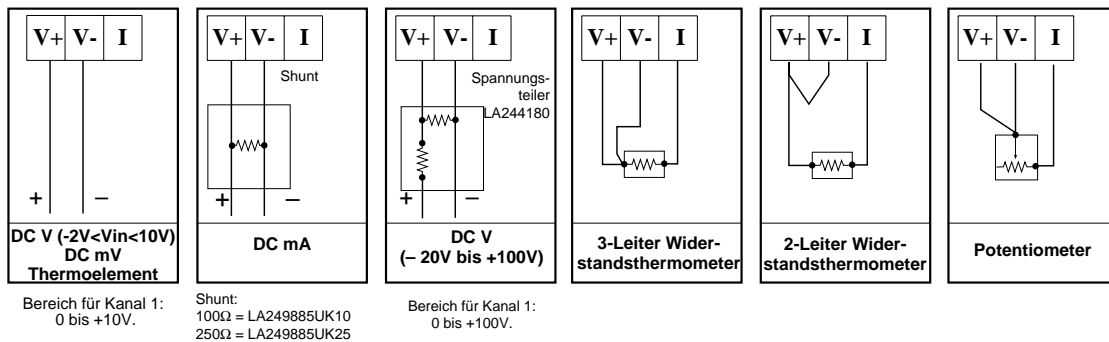 V+ V- I
+ –
DC V (-2V<Vin<10V)
DC mV
Thermoelement
Bereich für Kanal 1:
0 bis +10V.
V+ V- I
Shunt
+ –
DC mA
Shunt:
100Ω = LA249885UK10
250Ω = LA249885UK25
V+ V- I
Spannungs-
teiler
LA244180
+ –
DC V
(– 20V bis +100V)
Bereich für Kanal 1:
0 bis +100V.
V+ V- I
3-Leiter Wider-
standsthermometer
V+ V- I
2-Leiter Wider-
standsthermometer
V+ V- I
Potentiometer